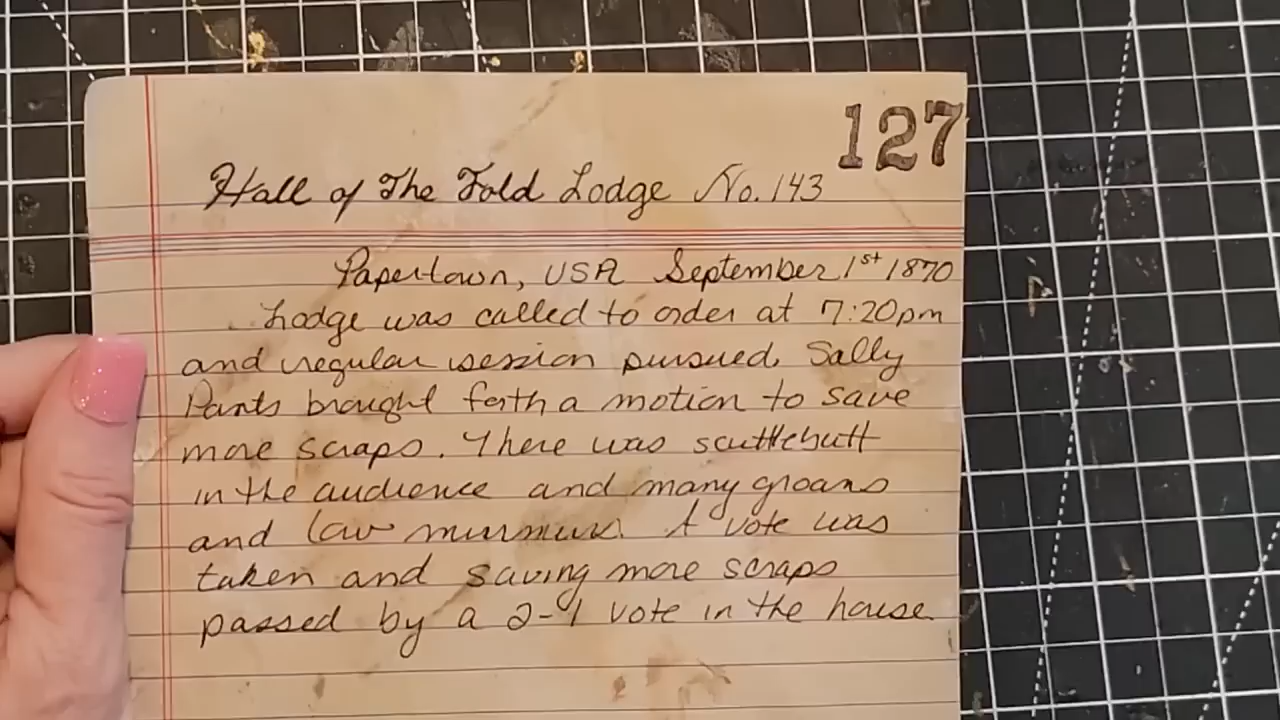 127
Hall of The Fold Lodge No. 143
Papertown, USA September 1st 1870
Lodge was called to order at 7:20pm
and regular session pursued. Sally
Pants brought forth a motion to save
more scraps. There was scuttlebutt
in the audience and many groans
and low murmurs. A vote was
taken and saving more scraps
passed by a 2-1 vote in the house.